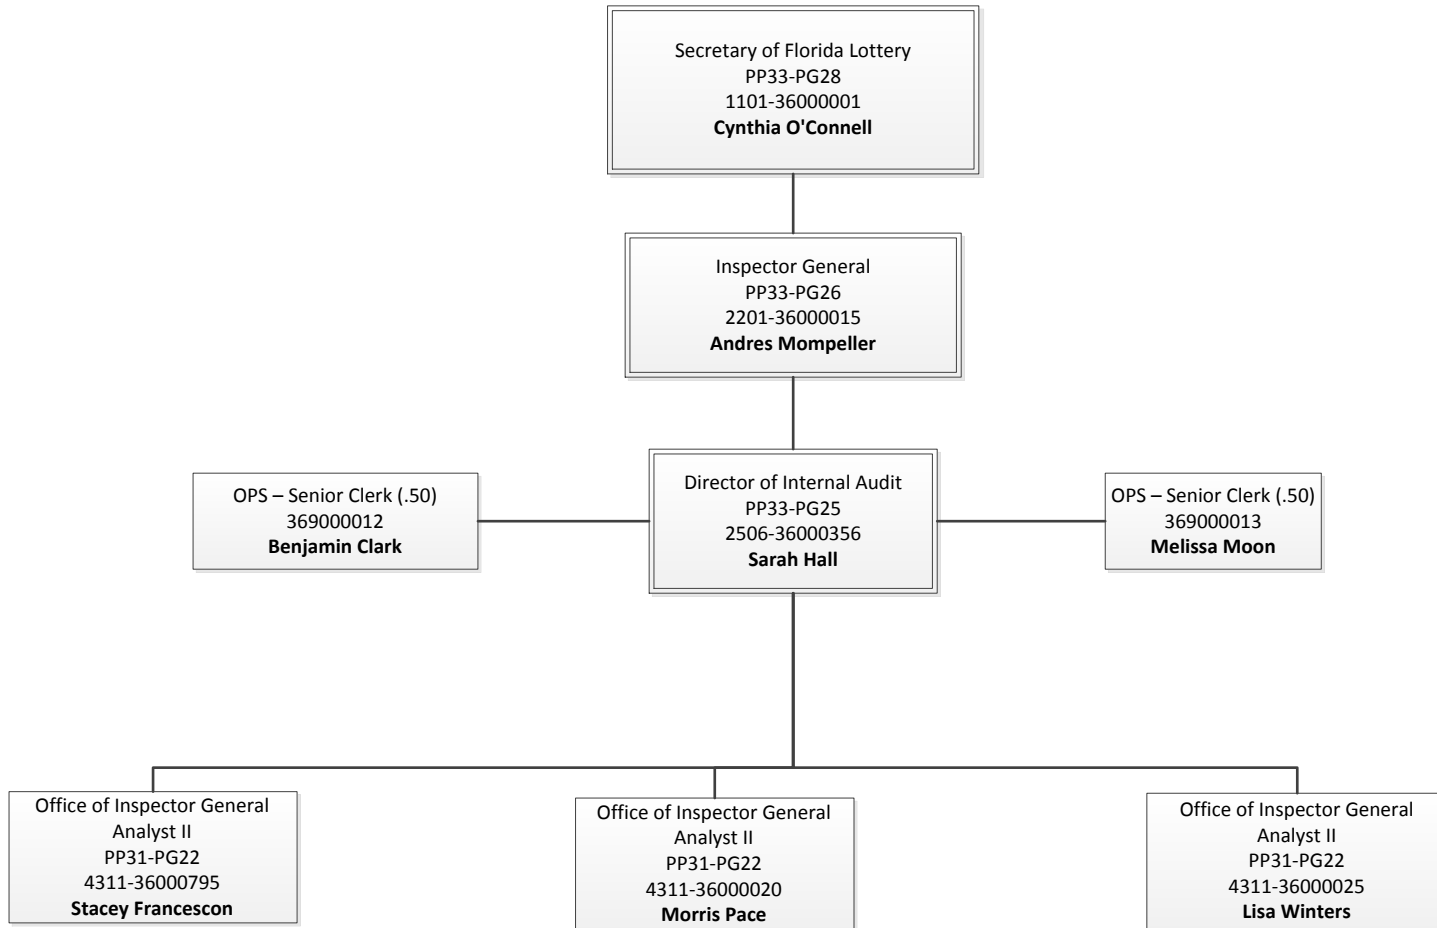 Secretary of Florida Lottery
PP33-PG28
1101-36000001
Cynthia O'Connell
Inspector General
PP33-PG26
2201-36000015
Andres Mompeller
OPS – Senior Clerk (.50)
369000012
Benjamin Clark
Director of Internal Audit
PP33-PG25
2506-36000356
Sarah Hall
OPS – Senior Clerk (.50)
369000013
Melissa Moon
Office of Inspector General
Analyst II
PP31-PG22
4311-36000795
Stacey Francescon
Office of Inspector General
Analyst II
PP31-PG22
4311-36000020
Morris Pace
Office of Inspector General
Analyst II
PP31-PG22
4311-36000025
Lisa Winters